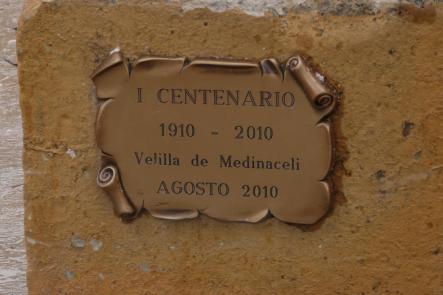 I CENTENARIO
1910 - 2010
Velilla de Medinaceli
AGOSTO 2010